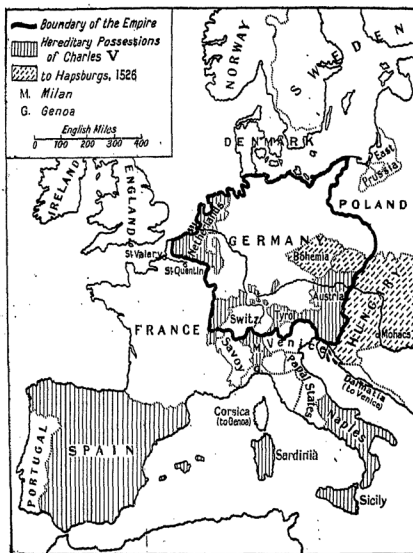 Boundary of the Empire
Hereditary Possessions
of Charles V
to Hapsburgs, 1526
M. Milan
G. Genoa
English Miles
0 100 200 300 400
NORWAY
SWEDEN
DENMARK
East
Prussia
IRELAND
ENGLAND
POLAND
Netherlands
GERMANY
St Valery
St Quentin
Bohemia
Austria
HUNGARY
Switz.
Tyrol
Mohacs
FRANCE
Savoy
M.
Venice
G.
Papal
States
Dalmatia
(to Venice)
Corsica
(to Genoa)
Naples
PORTUGAL
SPAIN
Sardinia
Sicily